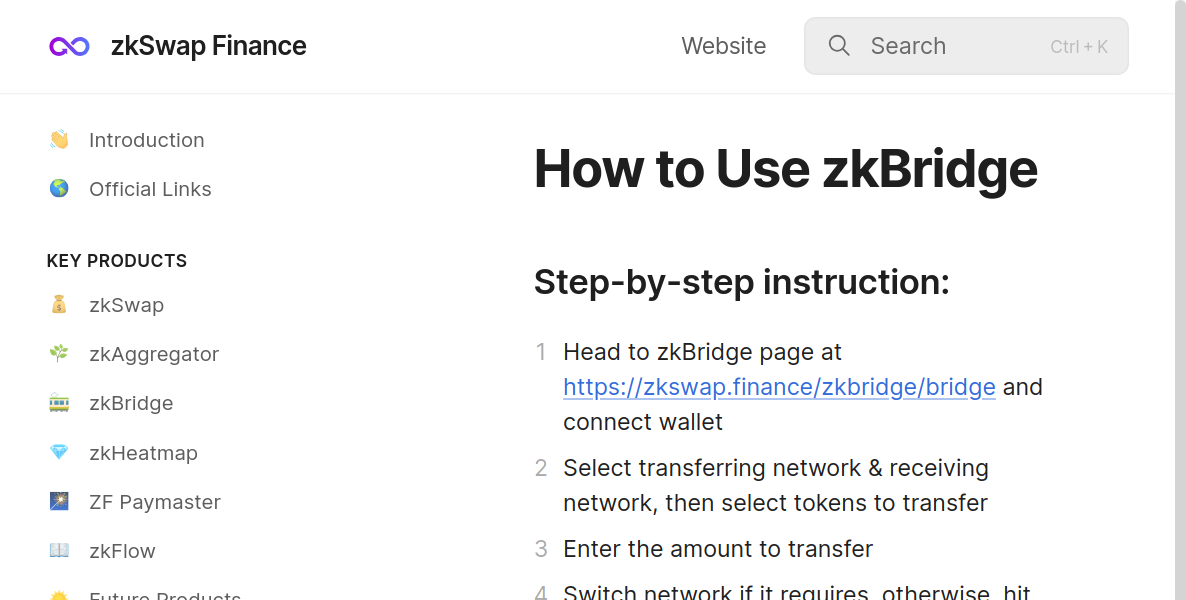 zkSwap Finance
Website
Search
Ctrl + K
Introduction
Official Links
KEY PRODUCTS
zkSwap
zkAggregator
zkBridge
zkHeatmap
ZF Paymaster
zkFlow
Future Products
How to Use zkBridge
Step-by-step instruction:
1 Head to zkBridge page at
https://zkswap.finance/zkbridge/bridge and
connect wallet
2 Select transferring network & receiving
network, then select tokens to transfer
3 Enter the amount to transfer
4 Switch network if it requires, otherwise, hit